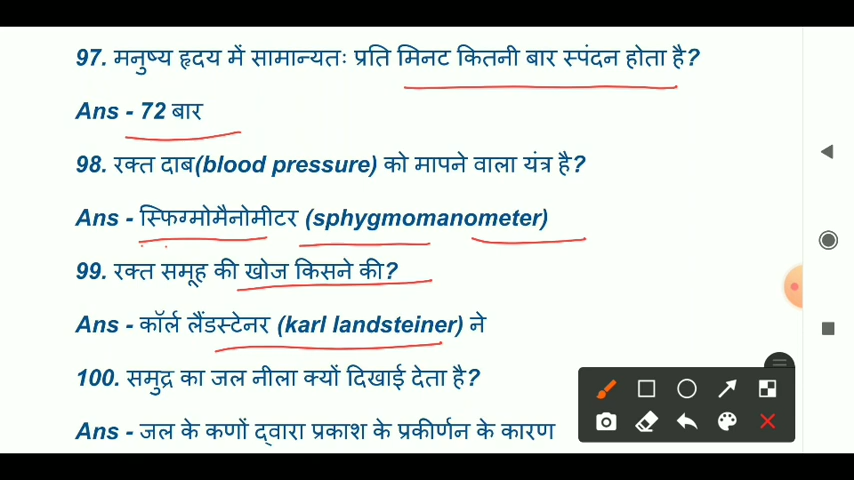 97. मनुष्य हृदय में सामान्यतः प्रति मिनट कितनी बार स्पंदन होता है?
Ans - 72 बार
98. रक्त दाब(blood pressure) को मापने वाला यंत्र है?
Ans - स्फिग्मोमैनोमीटर (sphygmomanometer)
99. रक्त समूह की खोज किसने की?
Ans - कॉर्ल लैंडस्टेनर (karl landsteiner) ने
100. समुद्र का जल नीला क्यों दिखाई देता है?
Ans - जल के कणों द्वारा प्रकाश के प्रकीर्णन के कारण